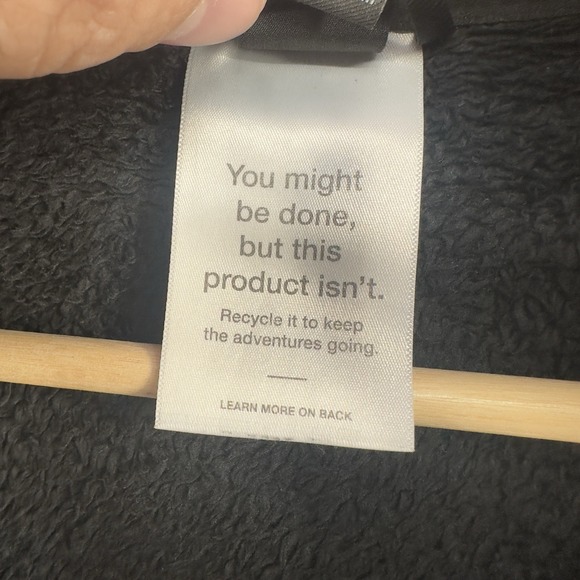 You might
be done,
but this
product isn't.
Recycle it to keep
the adventures going.
LEARN MORE ON BACK